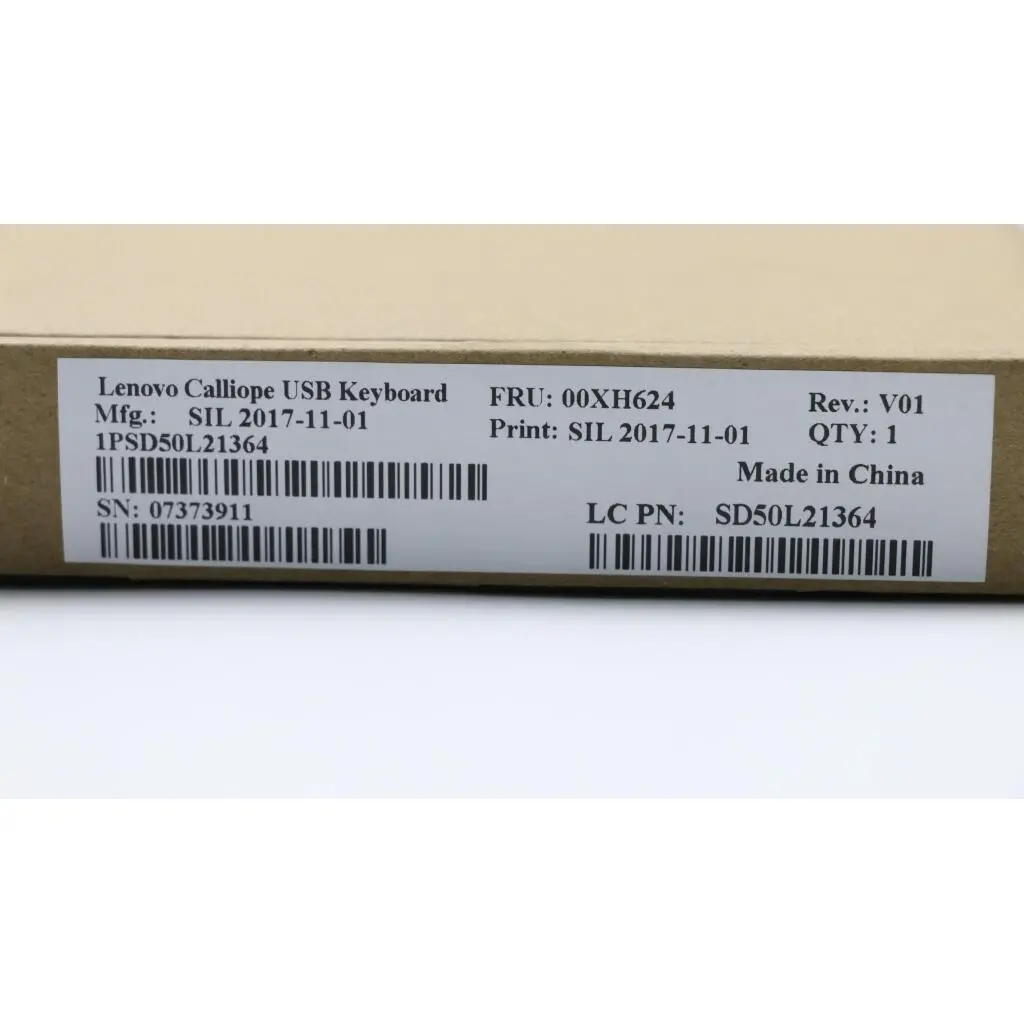 Lenovo Calliope USB Keyboard
Mfg.: SIL 2017-11-01
1PSD50L21364
SN: 07373911
FRU: 00XH624
Print: SIL 2017-11-01
Rev.: V01
QTY: 1
Made in China
LC PN: SD50L21364